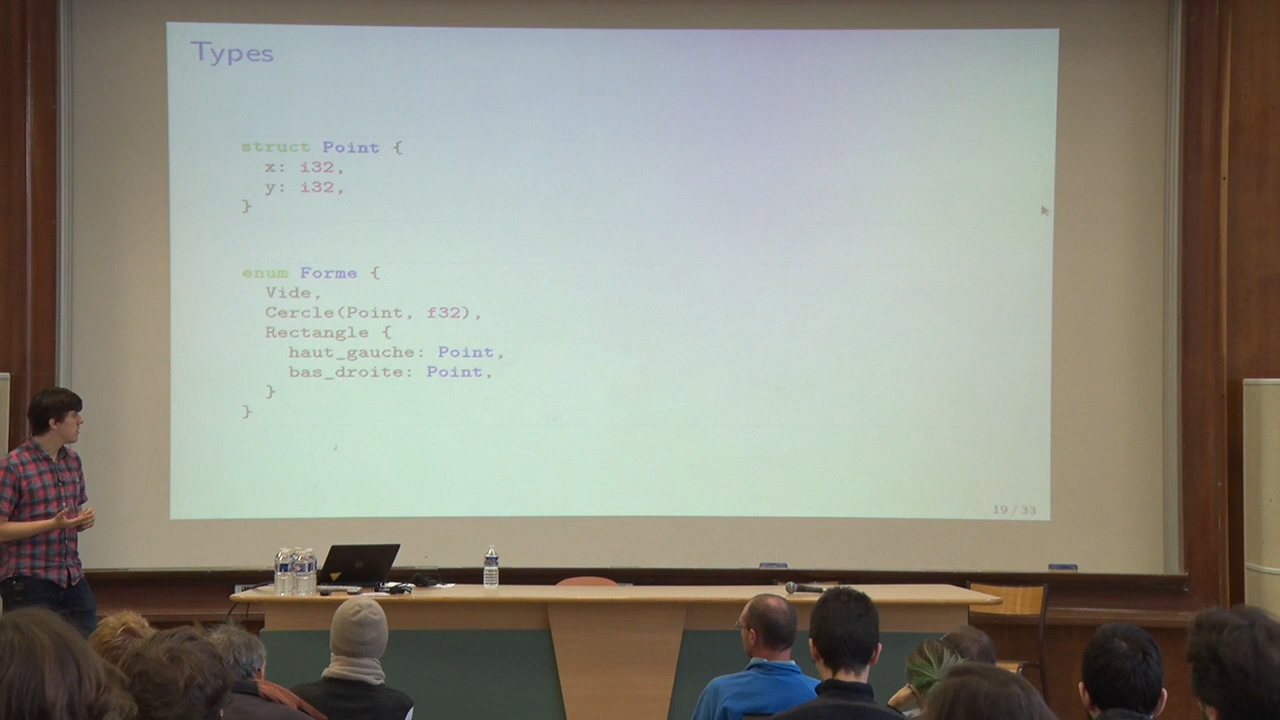 Types
struct Point {
x: i32,
y: i32,
}
enum Forme {
Vide,
Cercle(Point, f32),
Rectangle {
haut_gauche: Point,
bas_droite: Point,
}
}
19 / 33